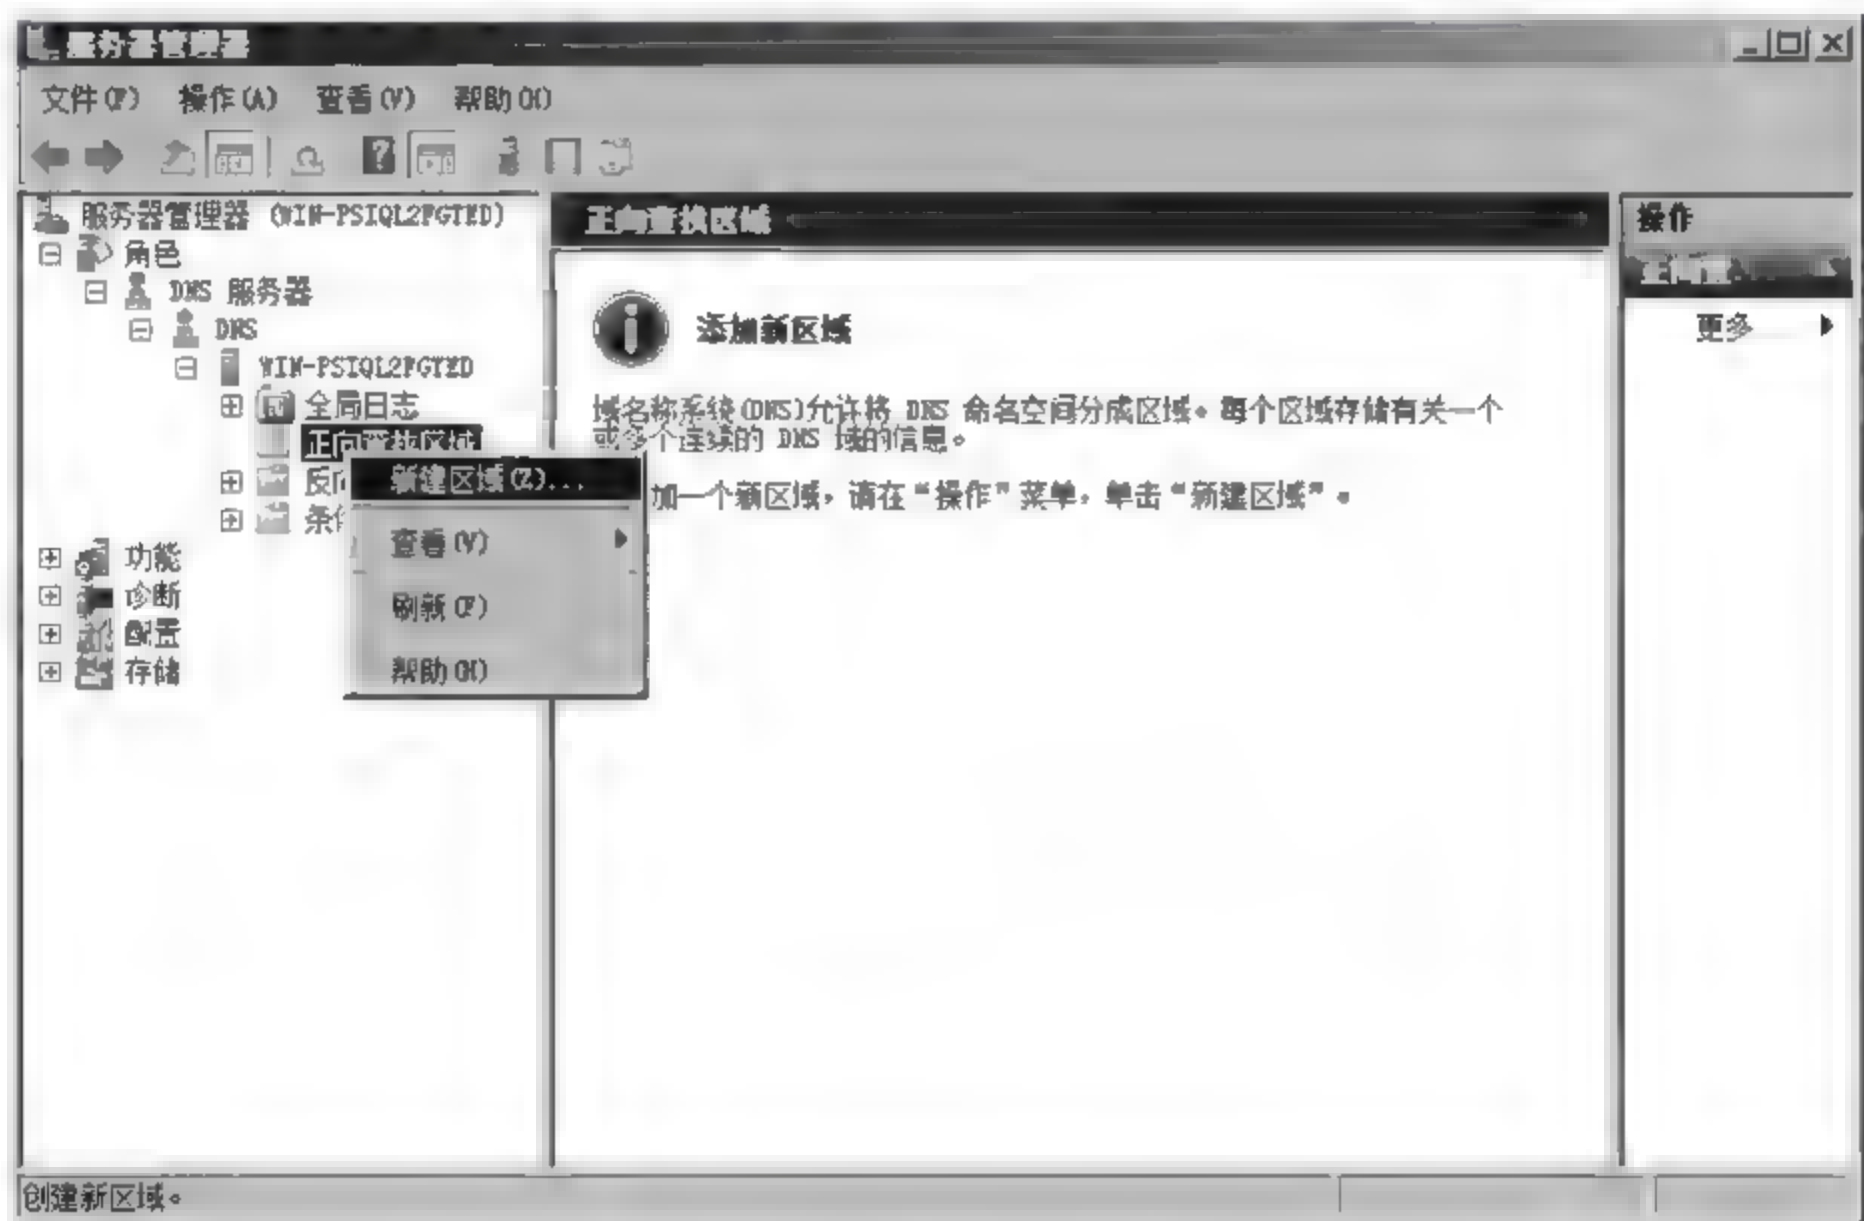 服务器管理器
文件(F) 操作(A) 查看(V) 帮助(H)
服务器管理器
角色
DNS 服务器
DNS
全局日志
正向查找区域
反向
条件
功能
诊断
配置
存储
新建区域(Z)...
查看(V)
刷新(F)
帮助(H)
正向查找区域
添加新区域
域名称系统(DNS)允许将 DNS 命名空间分成区域。每个区域存储有关一个
或多个连续的 DNS 域的信息。
加一个新区域，请在“操作”菜单，单击“新建区域”。
操作
更多
创建新区域。